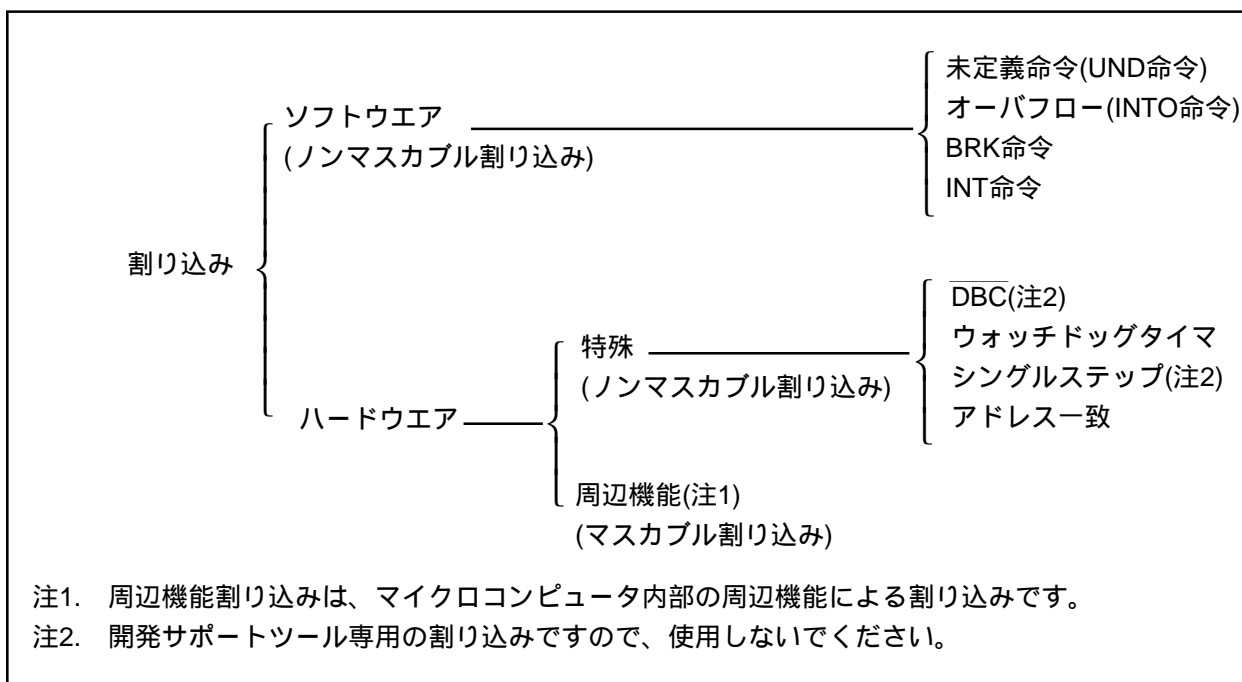 未定義命令(UND命令)
ソフトウエア
オーバフロー(INTO命令)
(ノンマスカブル割り込み)
BRK命令
INT命令
割り込み
DBC(注2)
特殊
ウォッチドッグタイマ
(ノンマスカブル割り込み)
シングルステップ(注2)
ハードウエア
アドレス一致
周辺機能(注1)
(マスカブル割り込み)
注1. 周辺機能割り込みは、マイクロコンピュータ内部の周辺機能による割り込みです。
注2. 開発サポートツール専用の割り込みですので、使用しないでください。